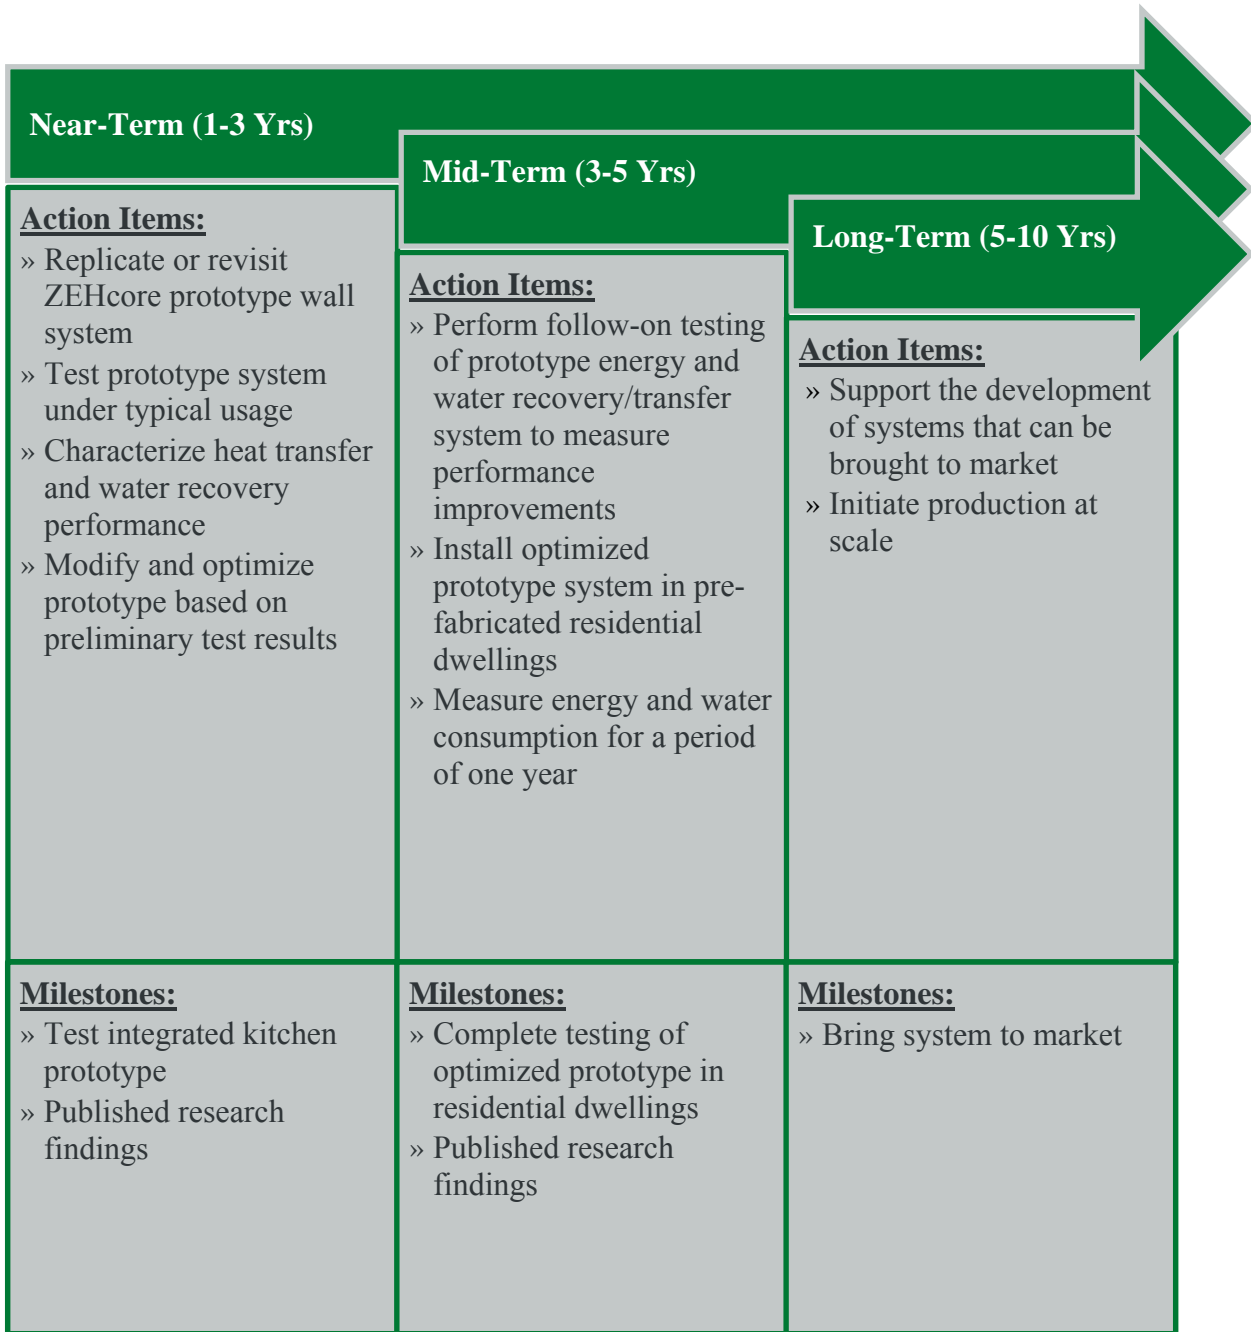 Near-Term (1-3 Yrs)
Action Items:
» Replicate or revisit
ZEHcore prototype wall
system
» Test prototype system
under typical usage
» Characterize heat transfer
and water recovery
performance
» Modify and optimize
prototype based on
preliminary test results
Milestones:
» Test integrated kitchen
prototype
» Published research
findings
Mid-Term (3-5 Yrs)
Action Items:
» Perform follow-on testing
of prototype energy and
water recovery/transfer
system to measure
performance
improvements
» Install optimized
prototype system in pre-
fabricated residential
dwellings
» Measure energy and water
consumption for a period
of one year
Milestones:
» Complete testing of
optimized prototype in
residential dwellings
» Published research
findings
Long-Term (5-10 Yrs)
Action Items:
» Support the development
of systems that can be
brought to market
» Initiate production at
scale
Milestones:
» Bring system to market